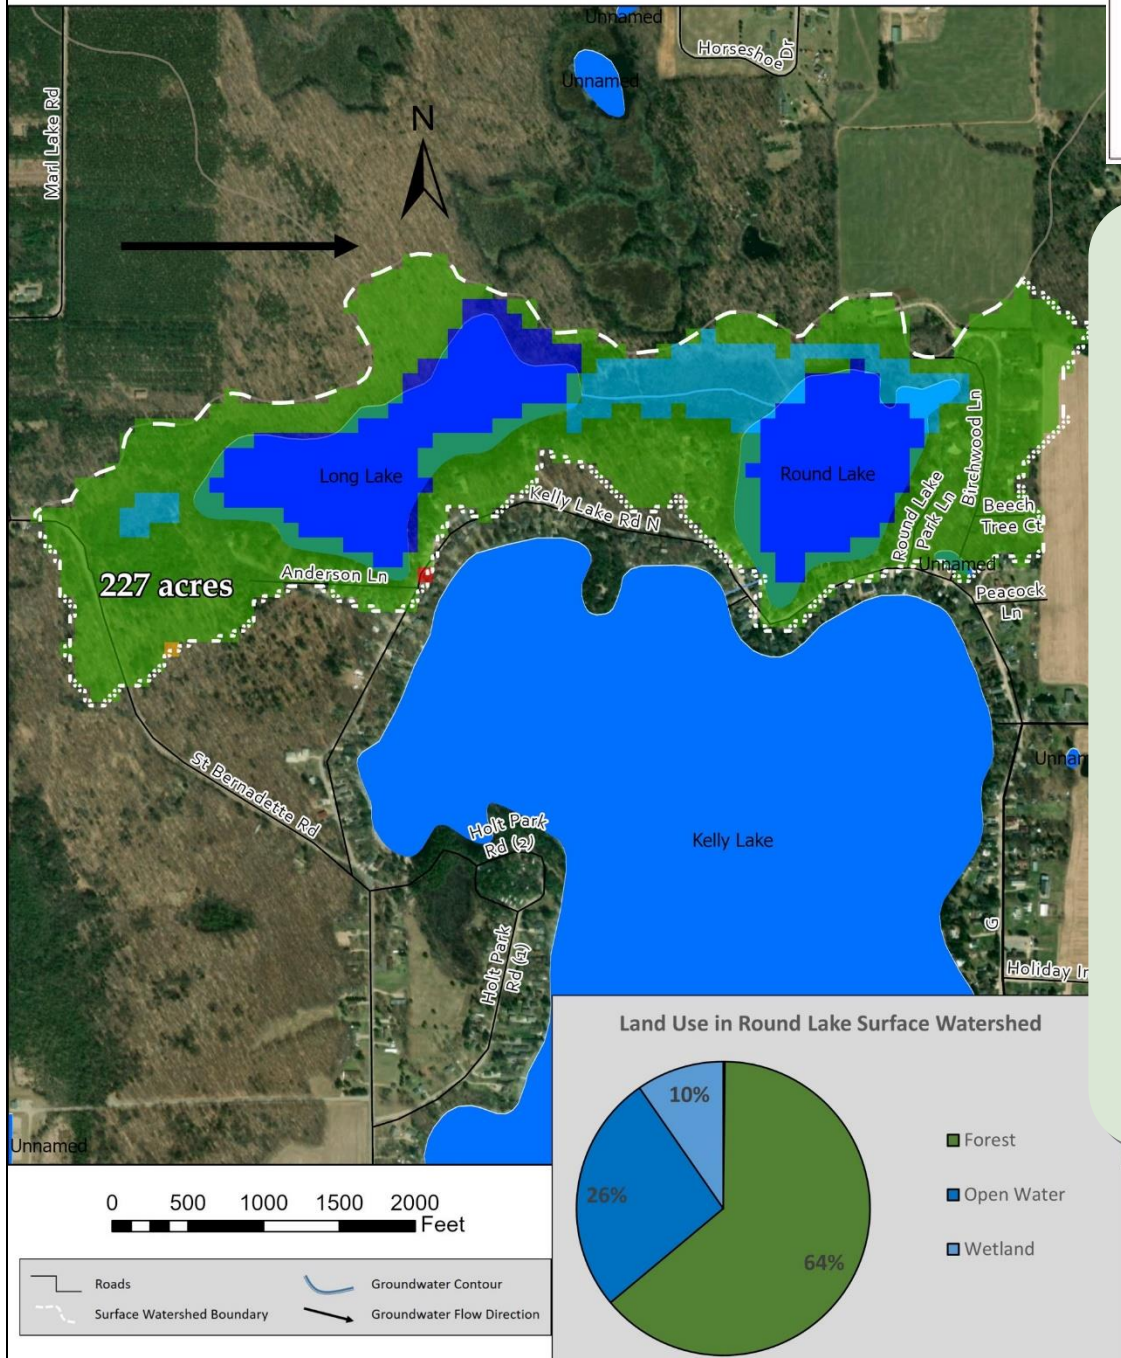 Unnamed
Horseshoe Dr
Unnamed
Marl Lake Rd
N
Long Lake
Round Lake
Kelly Lake Rd N
Round Lake
Park Ln
Birchwood Ln
Beech
Tree Ct
Unnamed
Anderson Ln
227 acres
Peacock
Ln
St Bernadette Rd
Unnar
Holt Park
Rd (2)
Kelly Lake
Holt Park
Rd (1)
G
Holiday
Unnamed
Land Use in Round Lake Surface Watershed
10%
26%
64%
Forest
Open Water
Wetland
0 500 1000 1500 2000
Feet
Roads
Groundwater Contour
Surface Watershed Boundary
Groundwater Flow Direction